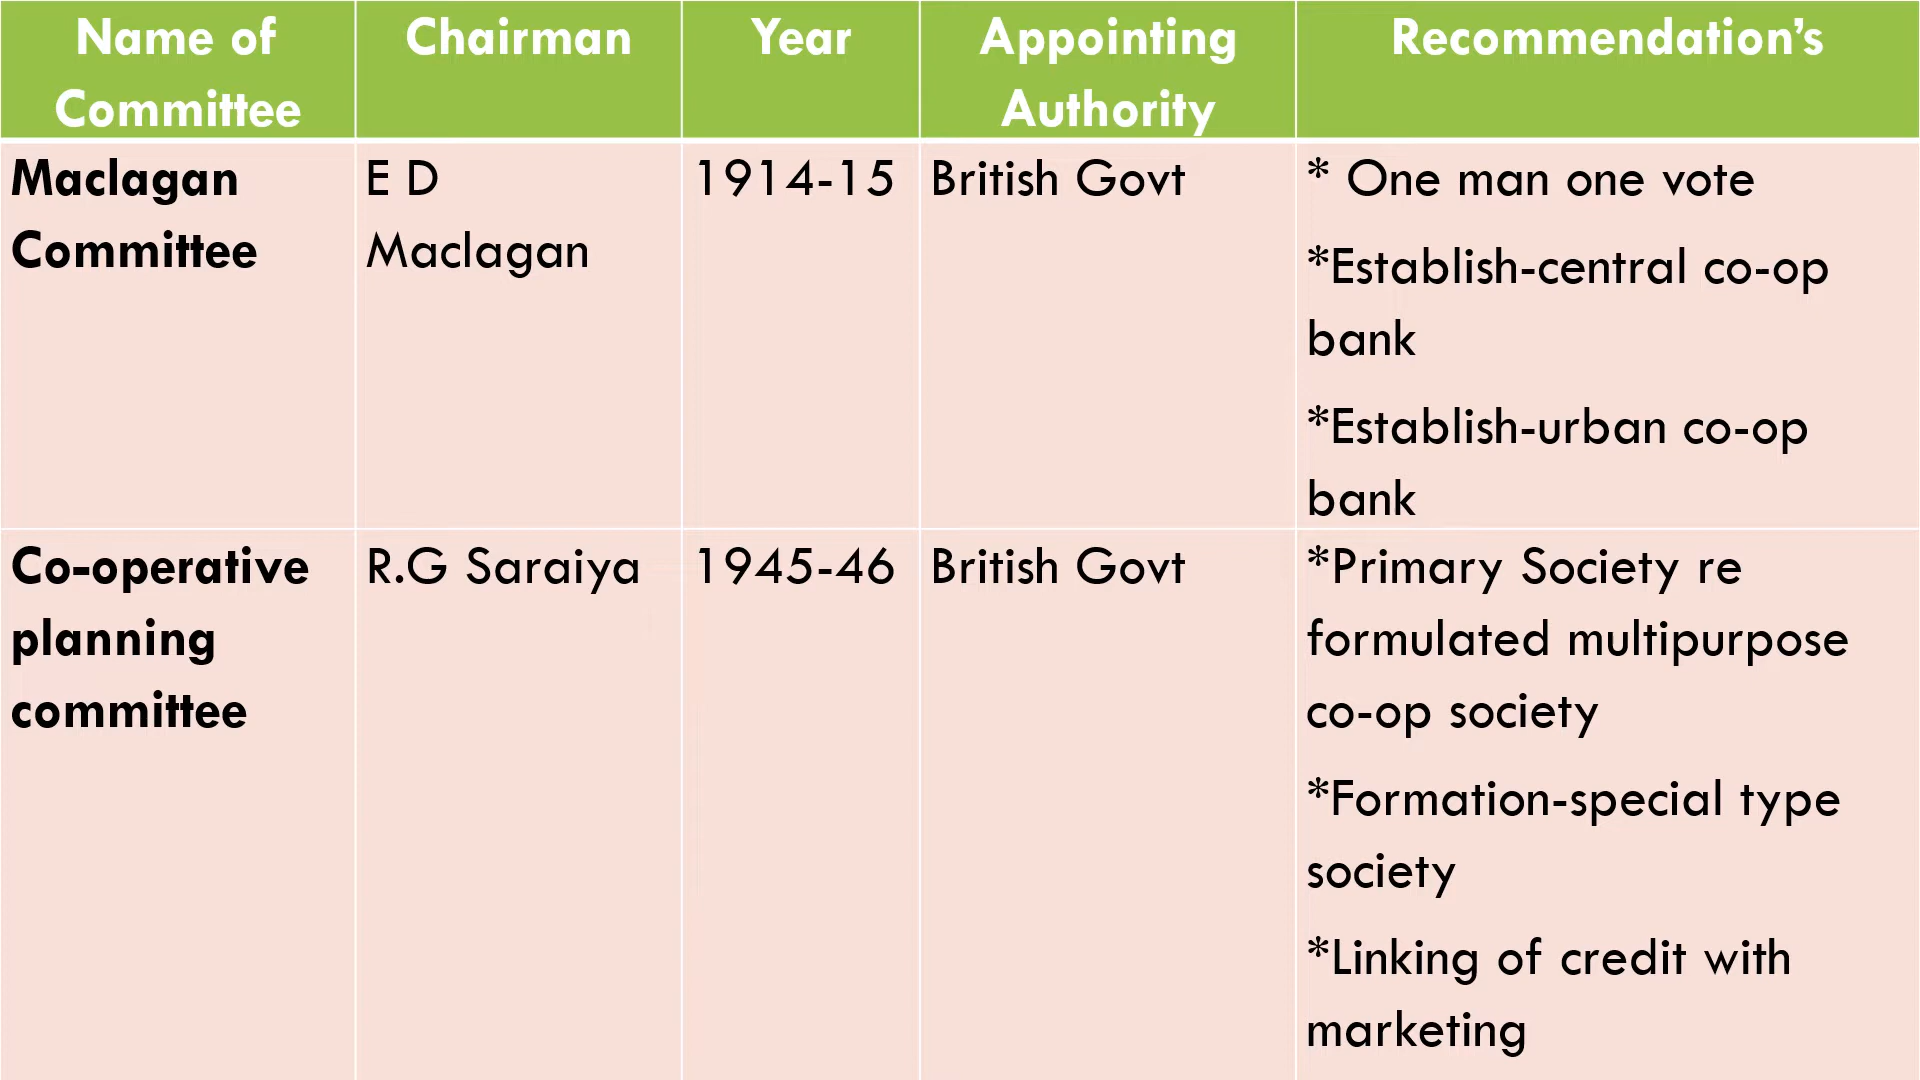 Name of
Committee
Chairman
Year
Appointing
Authority
Recommendation’s
Maclagan
Committee
E D
Maclagan
1914-15
British Govt
* One man one vote
*Establish-central co-op
bank
*Establish-urban co-op
bank
Co-operative
planning
committee
R.G Saraiya
1945-46
British Govt
*Primary Society re
formulated multipurpose
co-op society
*Formation-special type
society
*Linking of credit with
marketing